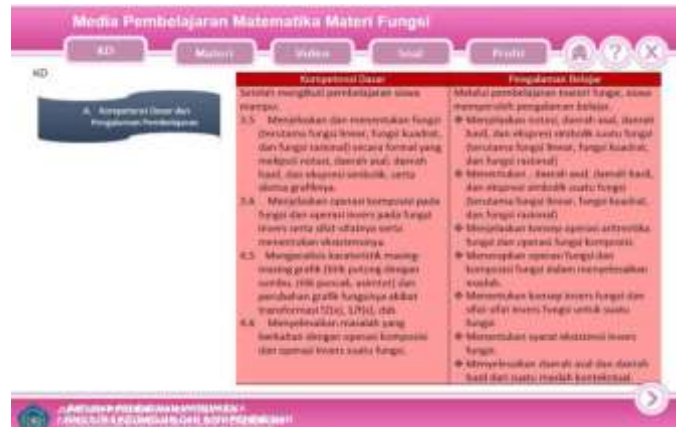 Media Pembelajaran Matematika Materi Fungsi
KD
Materi
Video
Soal
Profil
?
X
KD
A. Kompetensi Dasar dan
Pengalaman Pembelajaran
Kompetensi Dasar
Setelah mengikuti pembelajaran siswa
mampu:
3.5 Menjelaskan dan menentukan fungsi
(terutama fungsi linear, fungsi kuadrat,
dan fungsi rasional) secara formal yang
meliputi notasi, daerah asal, daerah
hasil, dan ekspresi simbolik, serta
sketsa grafiknya.
3.6 Menjelaskan operasi komposisi pada
fungsi dan operasi invers pada fungsi
invers serta sifat-sifatnya serta
menentukan eksistensinya.
4.5 Menganalisis karakteristik masing-
masing grafik (titik potong dengan
sumbu, titik puncak, asimtot) dan
perubahan grafik fungsinya akibat
transformasi
4.6 Menyelesaikan masalah yang
berkaitan dengan operasi komposisi
dan operasi invers suatu fungsi.
Pengalaman Belajar
Melalui pembelajaran materi fungsi, siswa
memperoleh pengalaman belajar.
Menjelaskan notasi, daerah asal, daerah
hasil, dan ekspresi simbolik suatu fungsi
(terutama fungsi linear, fungsi kuadrat,
dan fungsi rasional)
Menentukan , daerah asal, daerah hasil,
dan ekspresi simbolik suatu fungsi
(terutama fungsi linear, fungsi kuadrat,
dan fungsi rasional)
Menjelaskan konsep operasi aritmetika
fungsi dan operasi fungsi komposisi.
Menerapkan operasi fungsi dan
komposisi fungsi dalam menyelesaikan
Menentukan konsep invers fungsi dan
sifat-sifat invers fungsi untuk suatu
fungsi
Menentukan syarat eksistensi invers
fungsi.
Menyelesaikan daerah asal dan daerah
hasil dari suatu kontekstual.